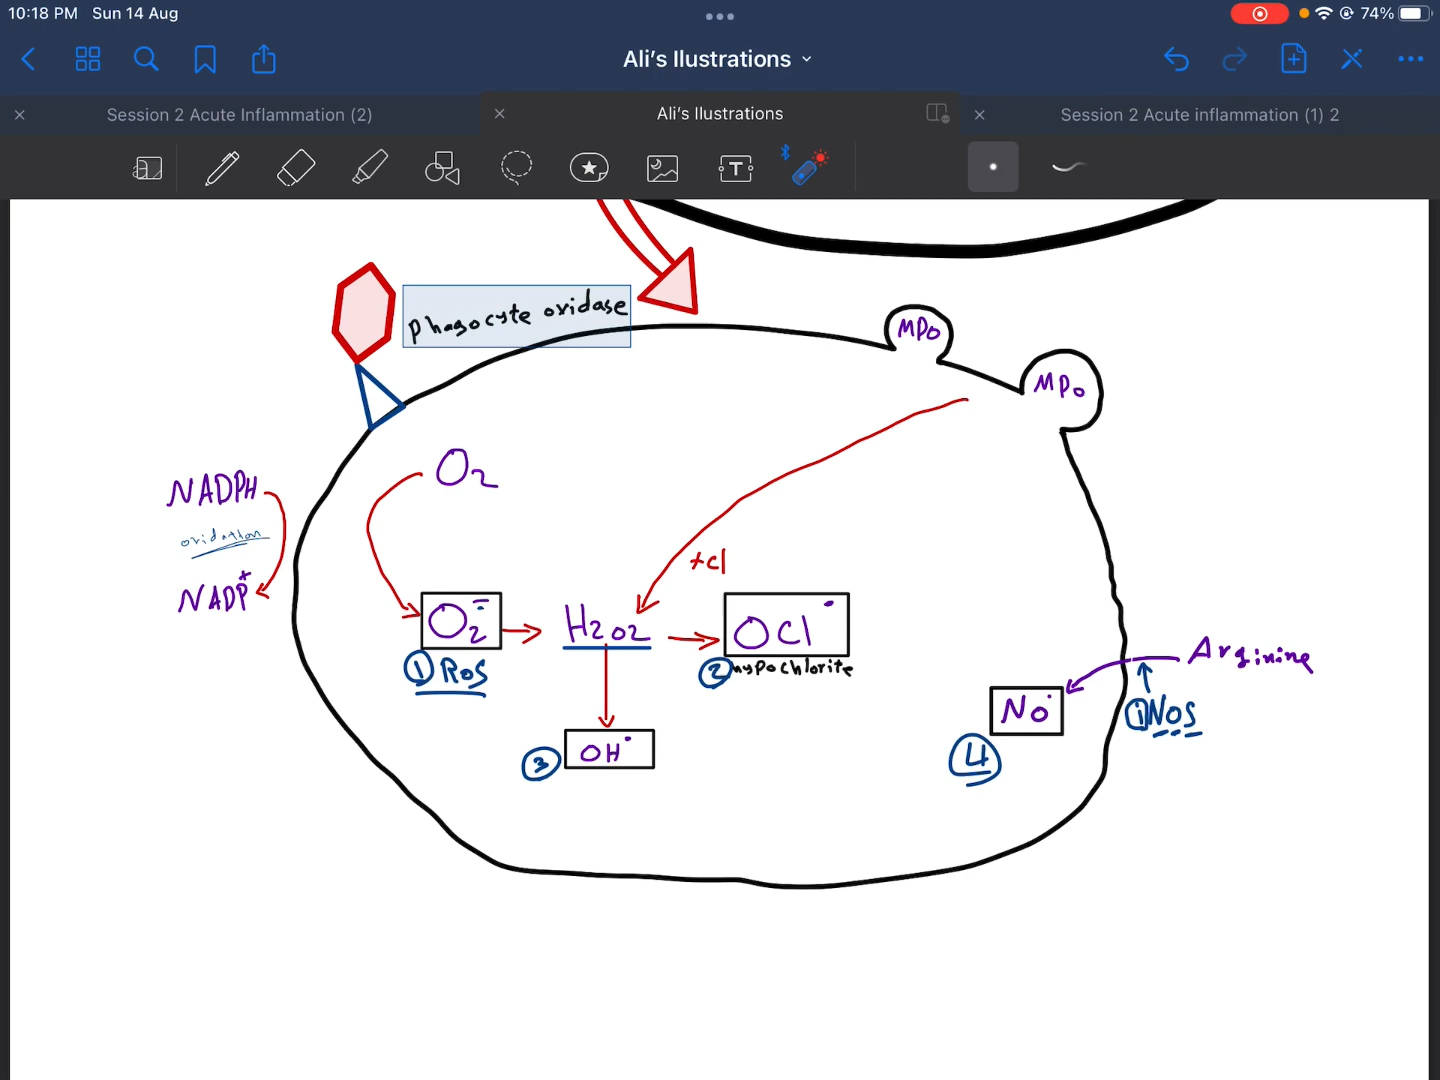 10:18 PM Sun 14 Aug
74%
Ali's Ilustrations
Session 2 Acute Inflammation (2)
Ali's Ilustrations
Session 2 Acute inflammation (1) 2
phagocyte oxidase
MPO
MPO
O2
NADPH
oxidation
NADP+
+cl
O2•−
H2O2
OCl•
① ROS
② hypochlorite
Arginine
NO•
iNOS
③ OH•
④